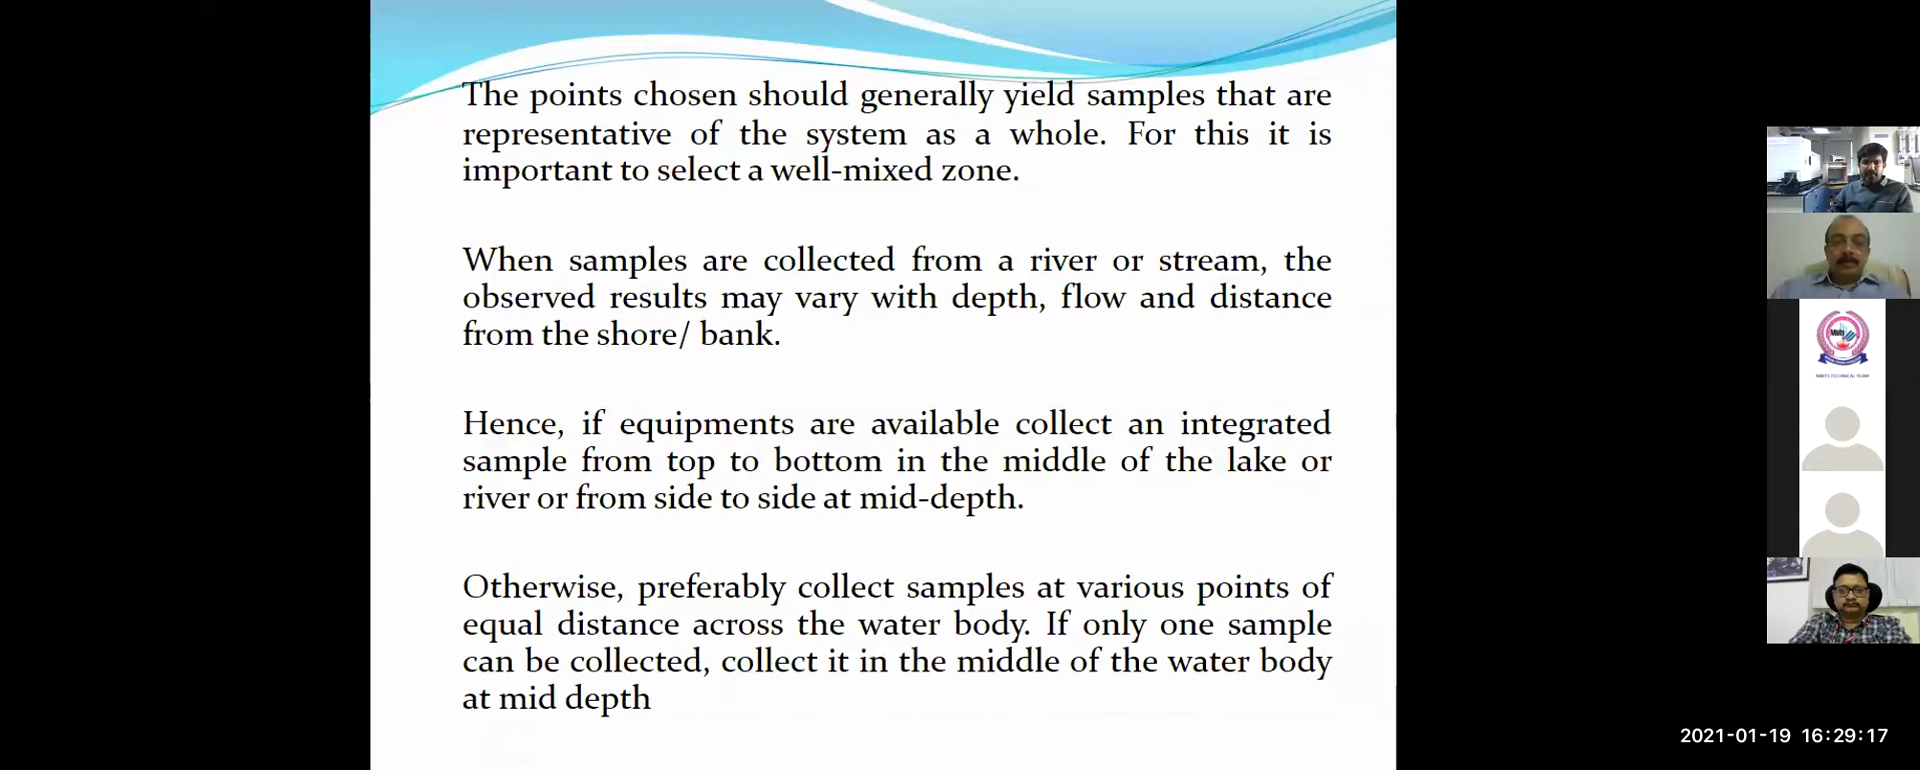 The points chosen should generally yield samples that are
representative of the system as a whole. For this it is
important to select a well-mixed zone.
When samples are collected from a river or stream, the
observed results may vary with depth, flow and distance
from the shore/ bank.
Hence, if equipments are available collect an integrated
sample from top to bottom in the middle of the lake or
river or from side to side at mid-depth.
Otherwise, preferably collect samples at various points of
equal distance across the water body. If only one sample
can be collected, collect it in the middle of the water body
at mid depth
TECHNICAL TEAM
2021-01-19 16:29:17